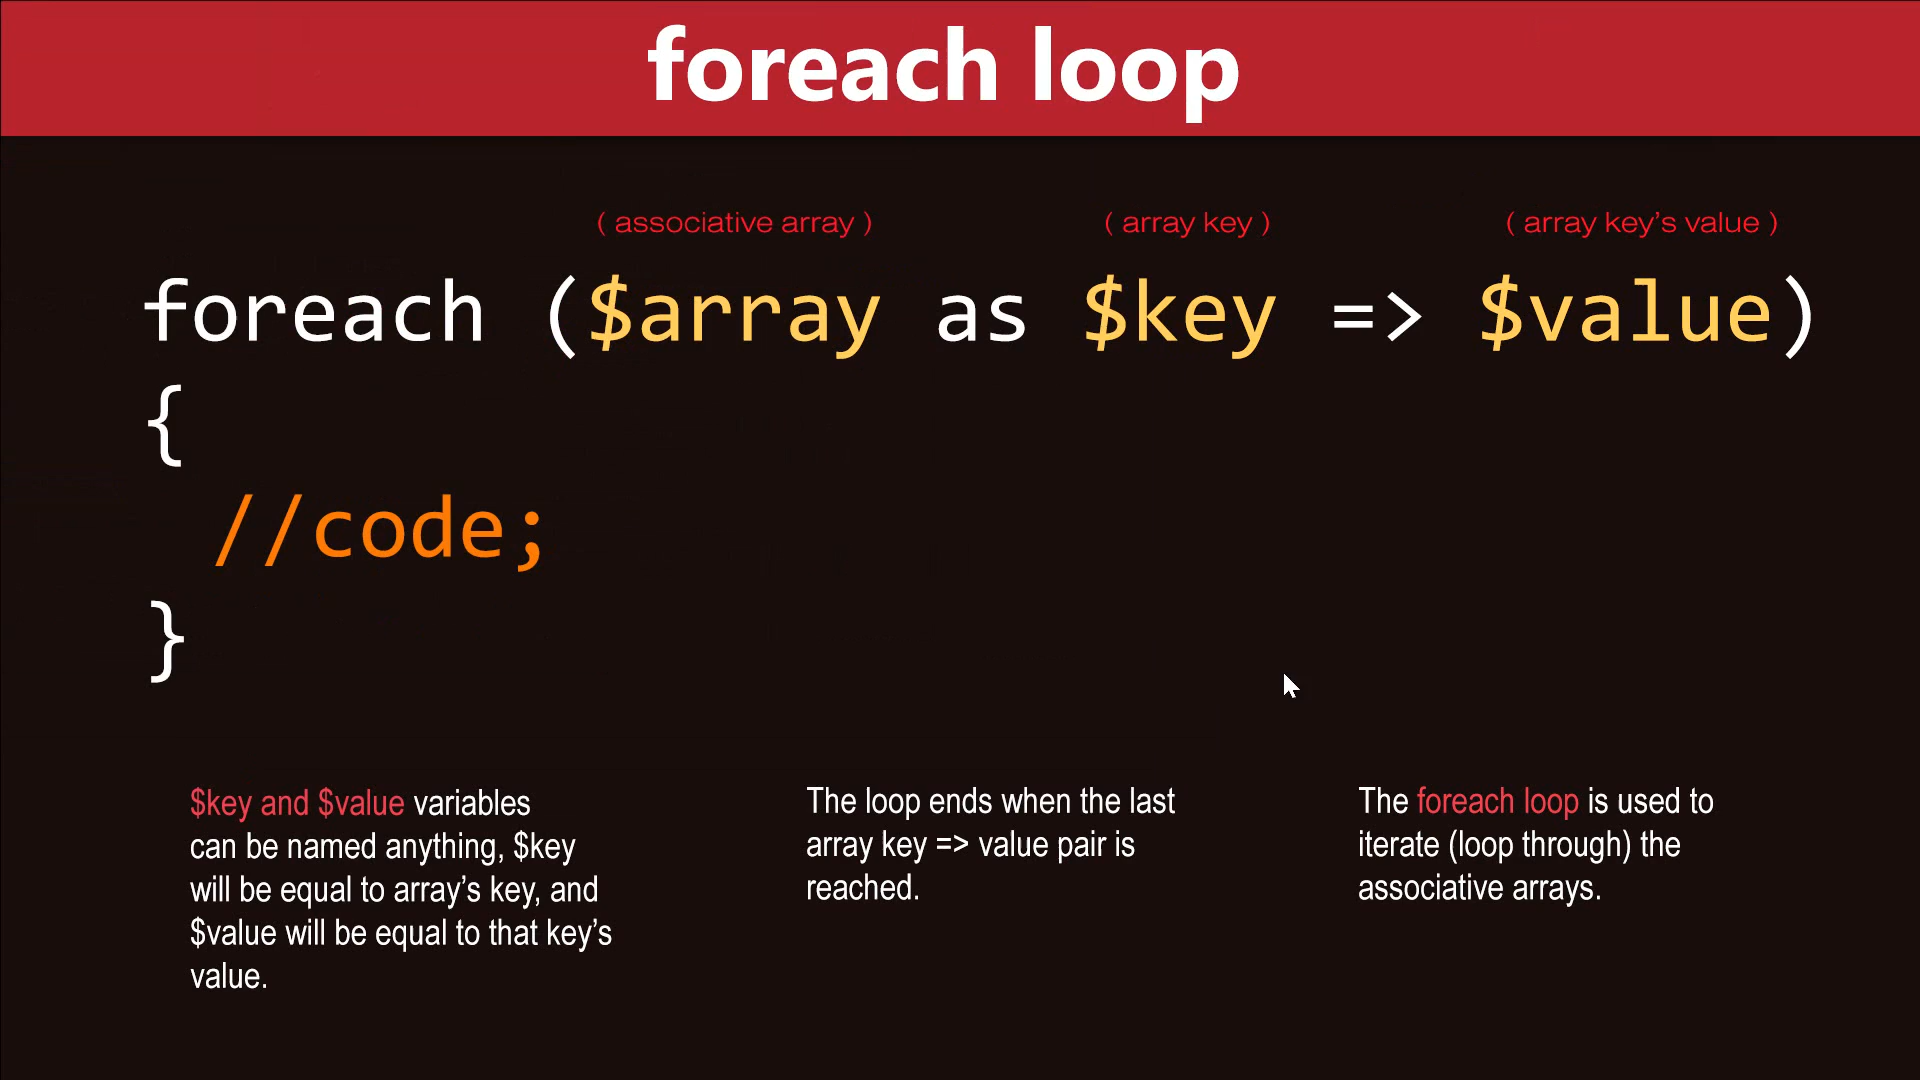 foreach loop
( associative array ) ( array key ) ( array key’s value )
foreach ($array as $key => $value)
{
//code;
}
$key and $value variables
can be named anything, $key
will be equal to array’s key, and
$value will be equal to that key’s
value.
The loop ends when the last
array key => value pair is
reached.
The foreach loop is used to
iterate (loop through) the
associative arrays.